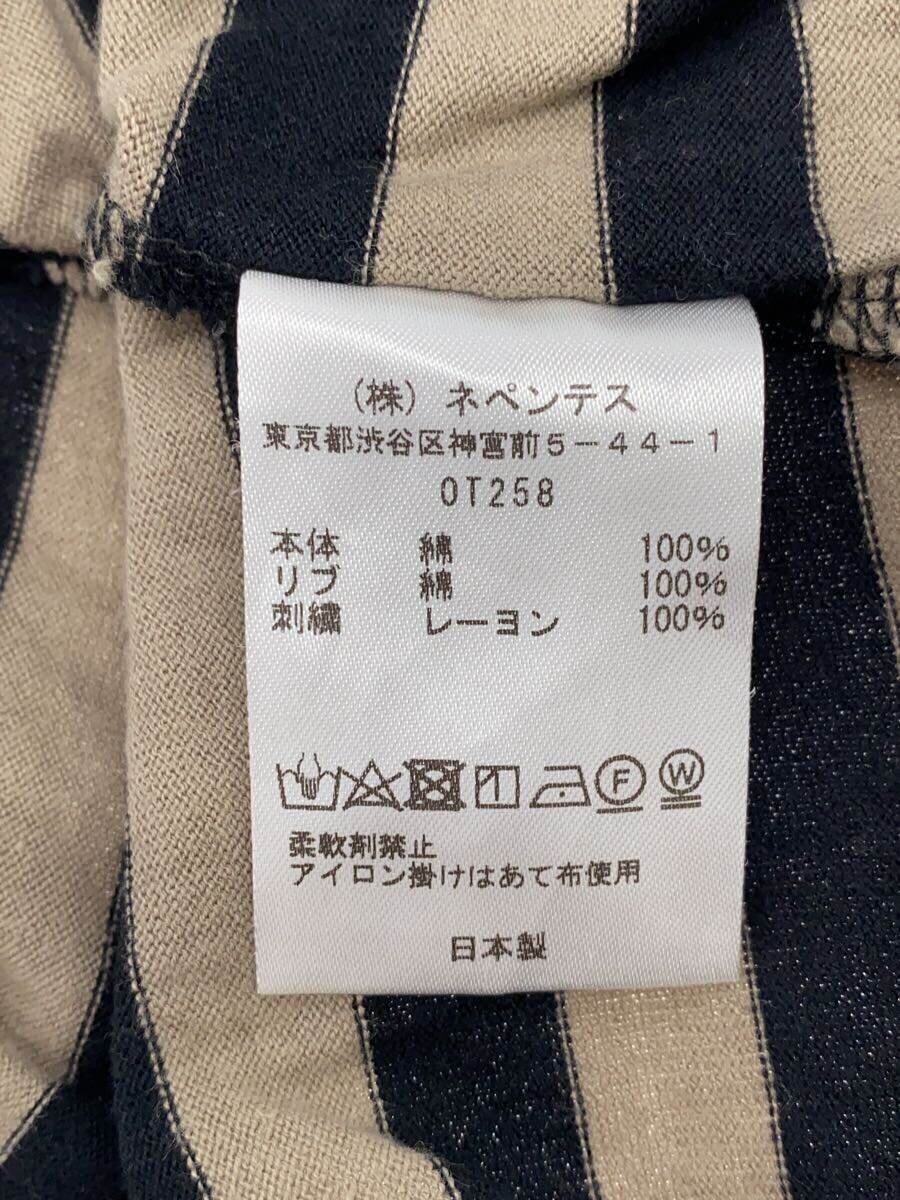 (株) ネペンテス
東京都渋谷区神宮前5-44-1
OT258
本体 綿 100%
リブ 綿 100%
刺繍 レーヨン 100%
F W
柔軟剤禁止
アイロン掛けはあて布使用
日本製